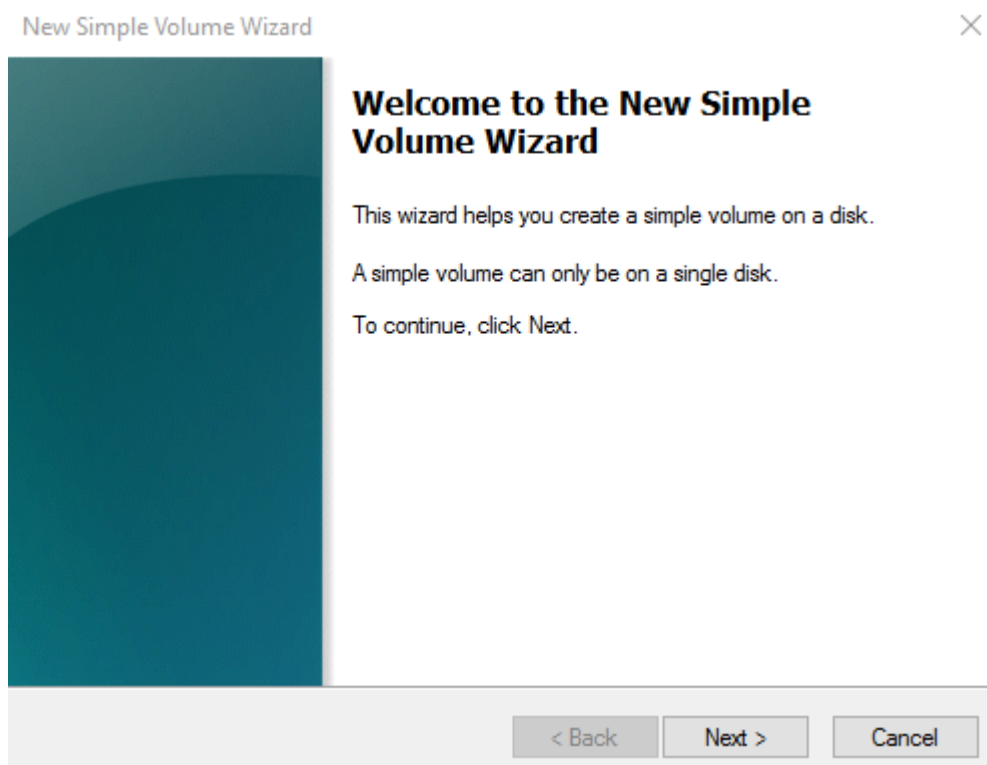 New Simple Volume Wizard
Welcome to the New Simple
Volume Wizard
This wizard helps you create a simple volume on a disk.
A simple volume can only be on a single disk.
To continue, click Next.
< Back
Next >
Cancel